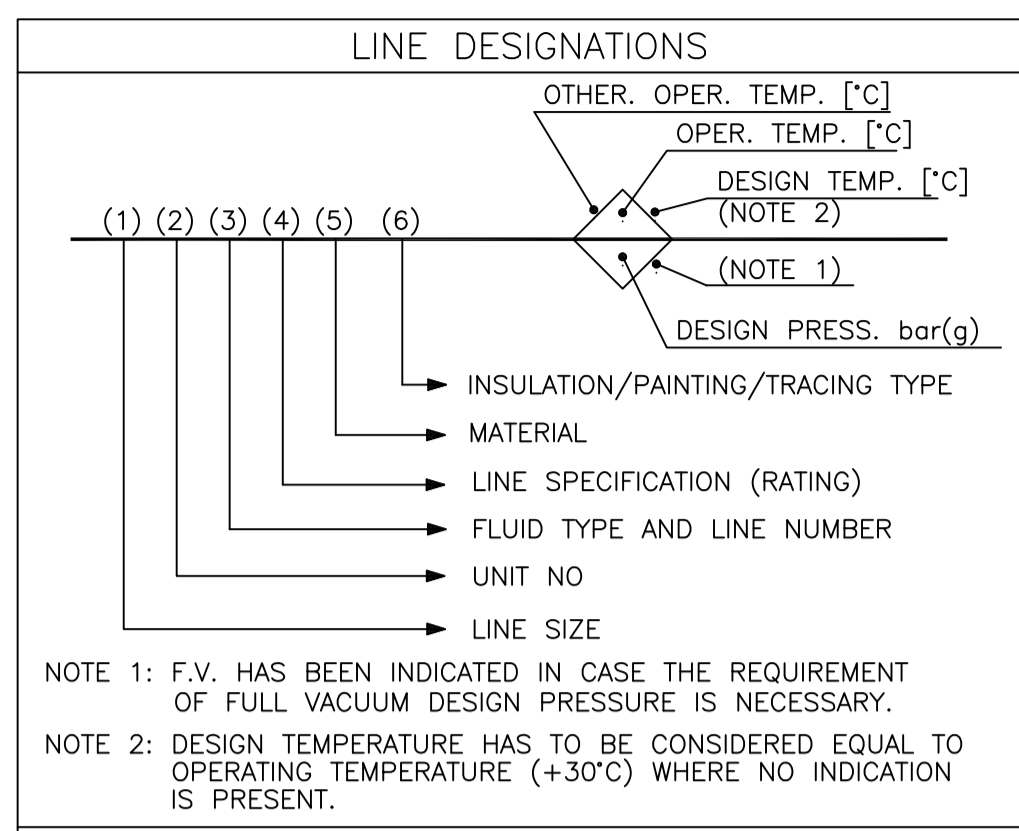 LINE DESIGNATIONS
OTHER. OPER. TEMP. [°C]
OPER. TEMP. [°C]
DESIGN TEMP. [°C]
(NOTE 2)
(1) (2) (3) (4) (5) (6)
(NOTE 1)
DESIGN PRESS. bar(g)
INSULATION/PAINTING/TRACING TYPE
MATERIAL
LINE SPECIFICATION (RATING)
FLUID TYPE AND LINE NUMBER
UNIT NO
LINE SIZE
NOTE 1: F.V. HAS BEEN INDICATED IN CASE THE REQUIREMENT
OF FULL VACUUM DESIGN PRESSURE IS NECESSARY.
NOTE 2: DESIGN TEMPERATURE HAS TO BE CONSIDERED EQUAL TO
OPERATING TEMPERATURE (+30°C) WHERE NO INDICATION
IS PRESENT.